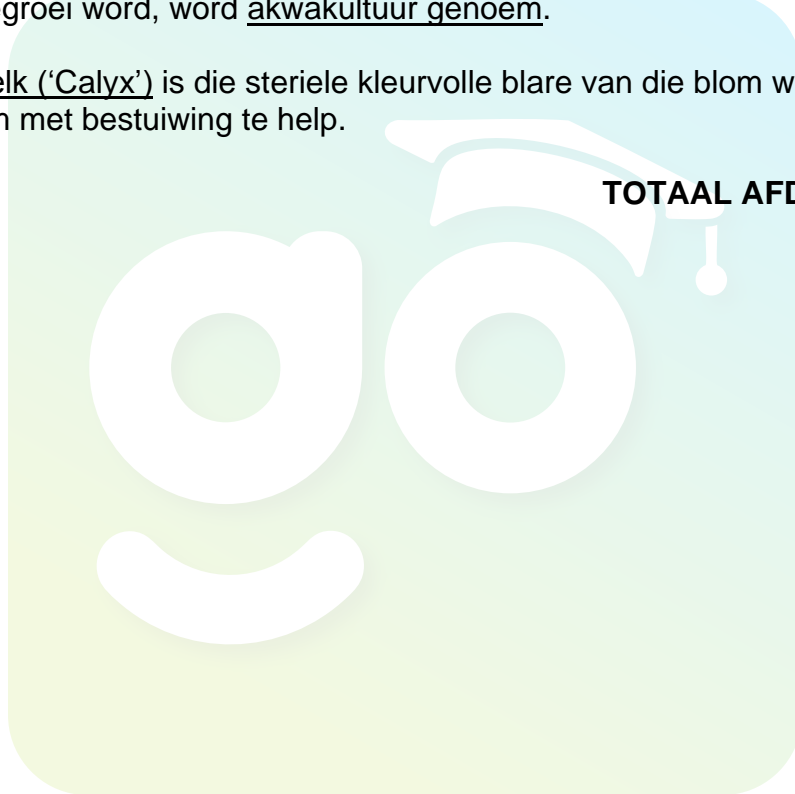 groei word, word akwakultuur genoem.
elk ('Calyx') is die steriele kleurvolle blare van die blom w
met bestuiwing te help.
TOTAAL AFD
go